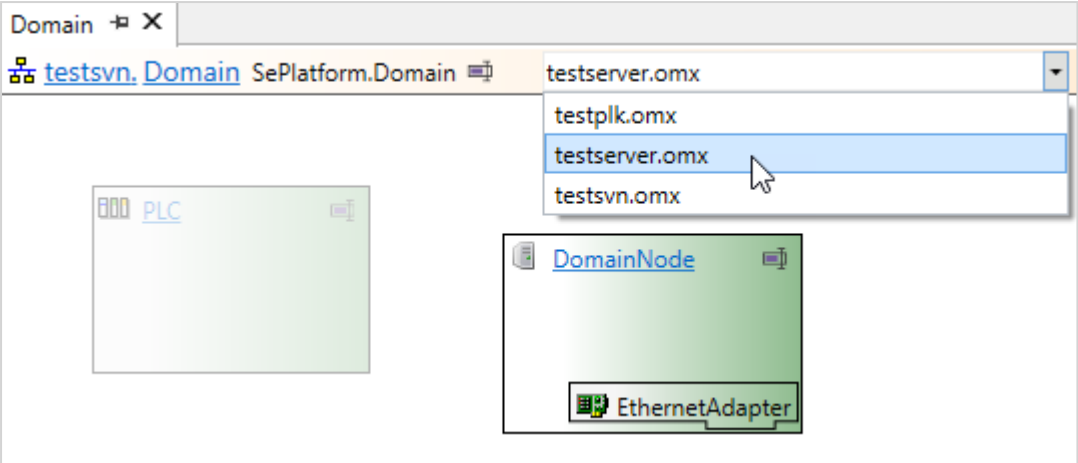 Domain
testsvn. Domain SePlatform.Domain testserver.omx
testplk.omx
testserver.omx
testsvn.omx
PLC
DomainNode
EthernetAdapter